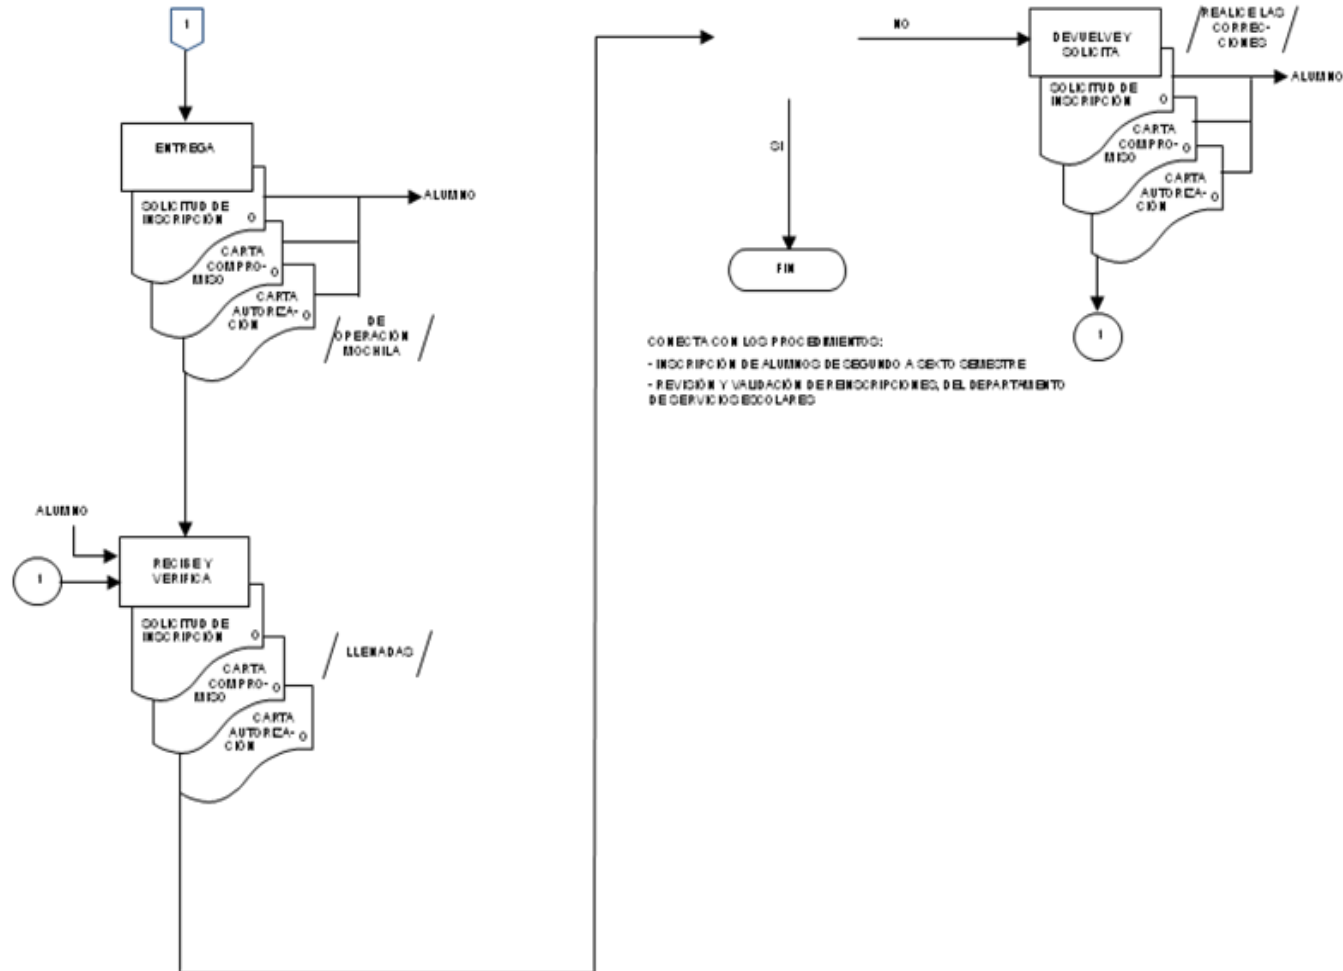 1
ENTREGA
SOLICITUD DE
INSCRIPCIÓN
O
CARTA
COMPRO-
MISO
O
CARTA
AUTORIZA-
CIÓN
O
ALUMNO
DE
OPERACIÓN
MOCHILA
ALUMNO
1
RECIBE Y
VERIFICA
SOLICITUD DE
INSCRIPCIÓN
O
CARTA
COMPRO-
MISO
O
CARTA
AUTORIZA-
CIÓN
O
LLENADAS
NO
SI
FIN
CONECTA CON LOS PROCEDIMIENTOS:
- INSCRIPCIÓN DE ALUMNOS DE SEGUNDO A SEXTO SEMESTRE
- REVISIÓN Y VALIDACIÓN DE REINSCRIPCIONES, DEL DEPARTAMENTO
DE SERVICIOS ESCOLARES
DEVUELVE Y
SOLICITA
REALICE LAS
CORREC-
CIONES
SOLICITUD DE
INSCRIPCIÓN
O
CARTA
COMPRO-
MISO
O
CARTA
AUTORIZA-
CIÓN
O
ALUMNO
1